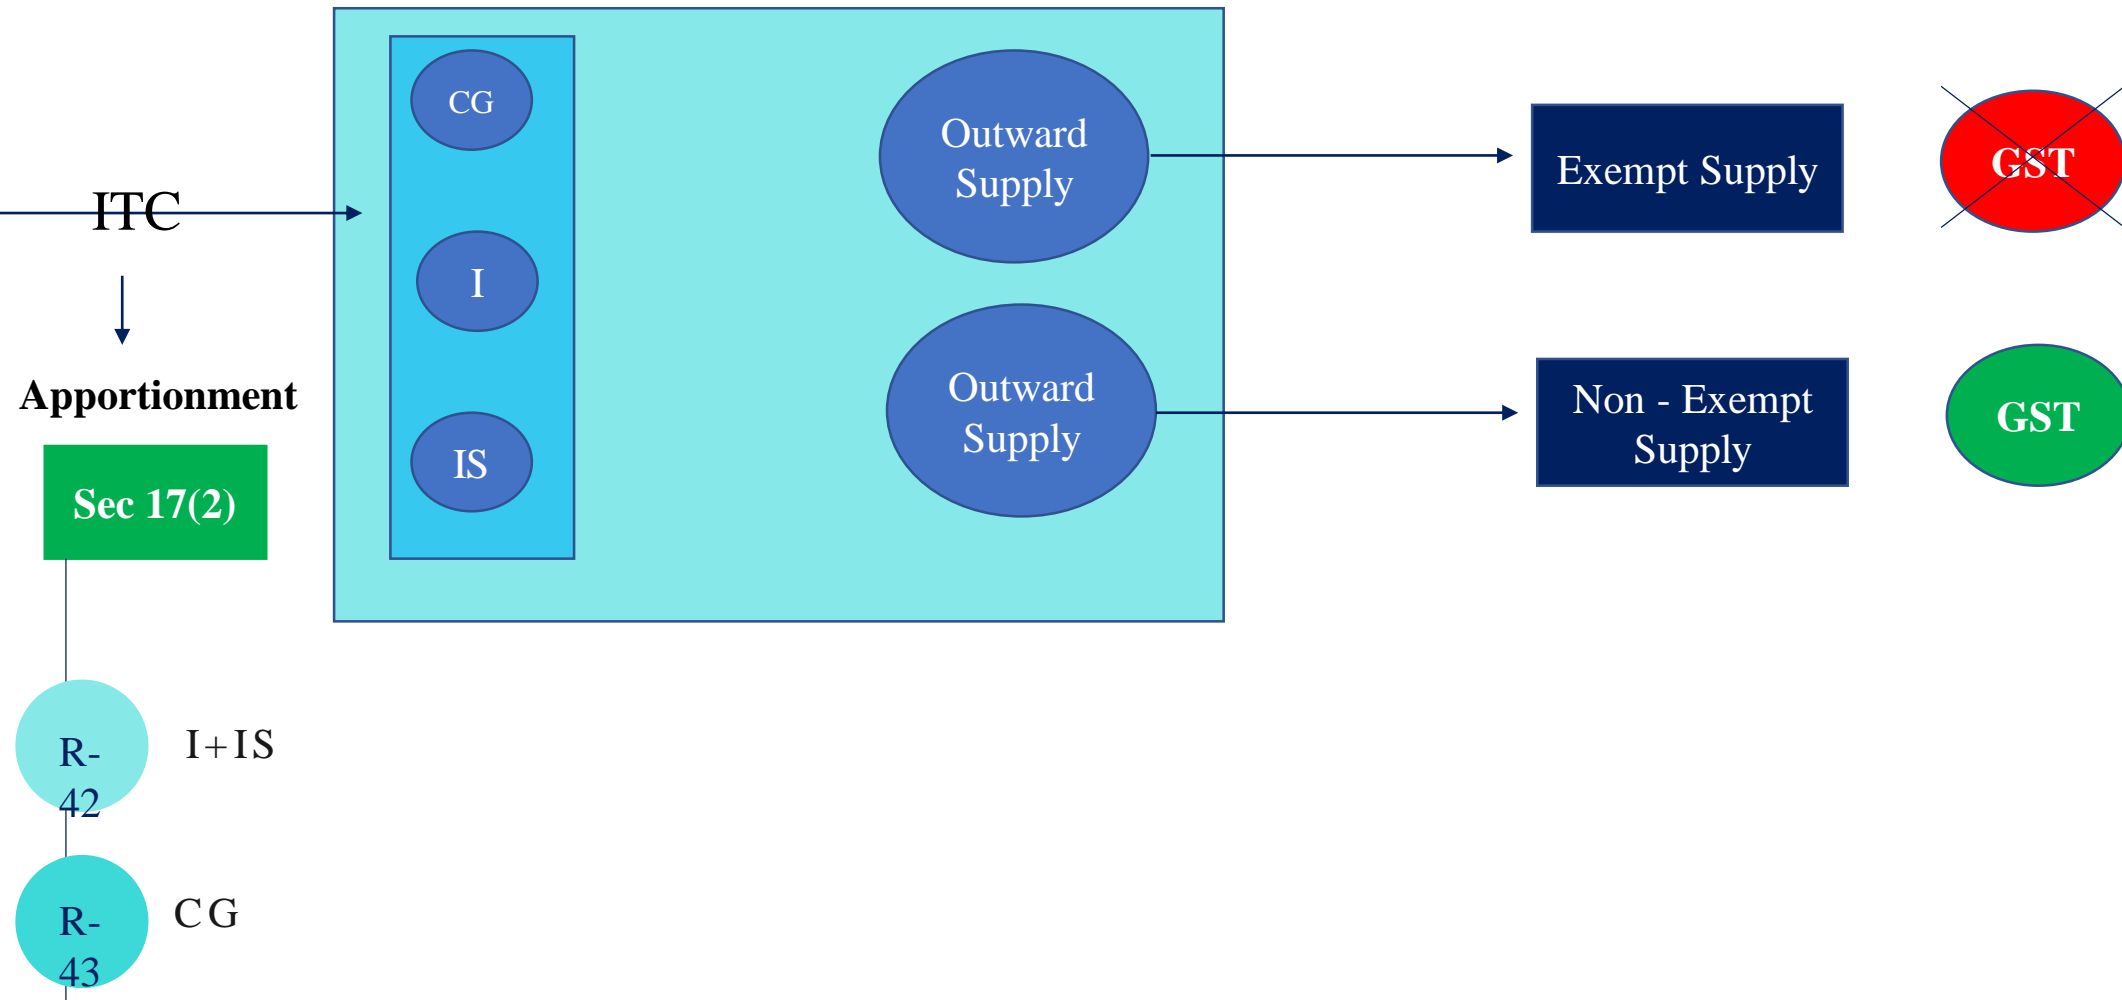 CG
Outward
Supply
Exempt Supply
GST
ITC
I
Apportionment
Outward
Supply
Non - Exempt
Supply
GST
IS
Sec 17(2)
R-
42
I+IS
R-
43
CG